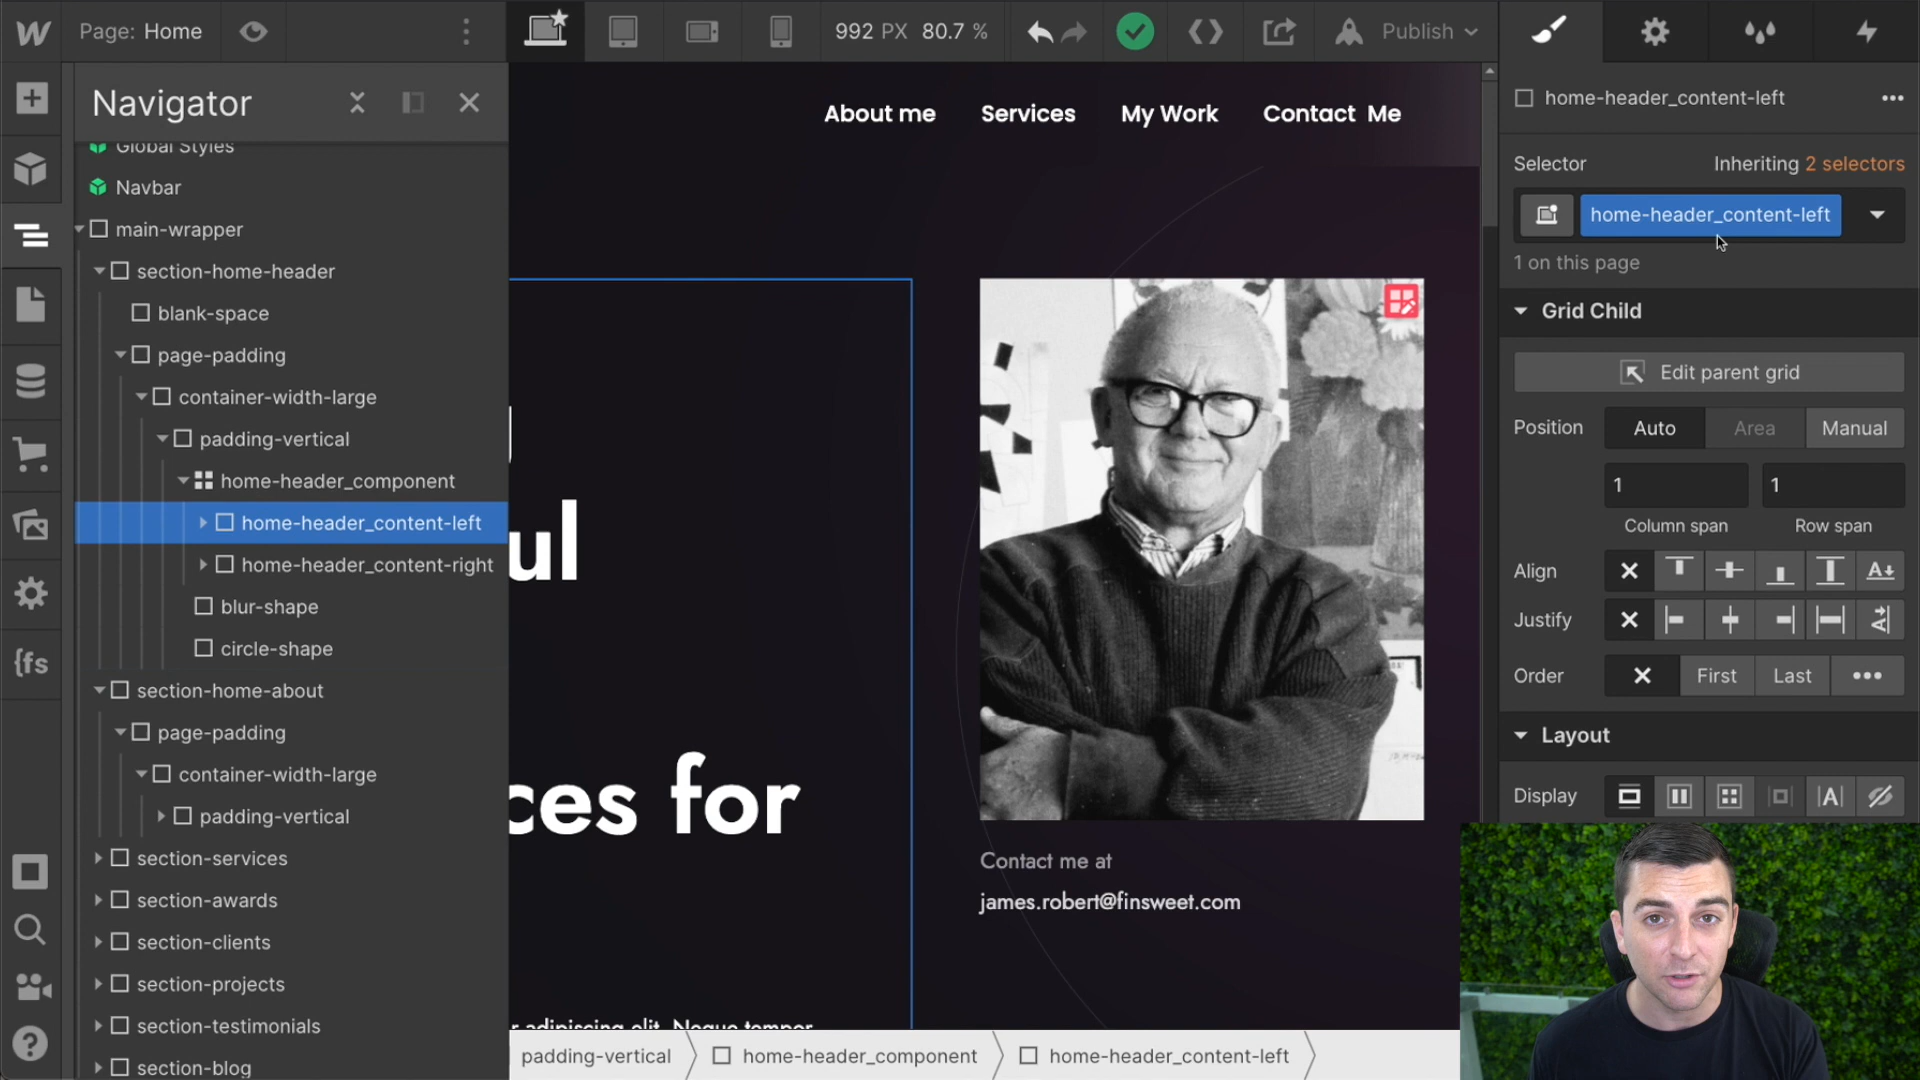 Page: Home
992 PX 80.7 %
Publish
Navigator
Global Styles
Navbar
main-wrapper
section-home-header
blank-space
page-padding
container-width-large
padding-vertical
home-header_component
home-header_content-left
home-header_content-right
blur-shape
circle-shape
section-home-about
page-padding
container-width-large
padding-vertical
section-services
section-awards
section-clients
section-projects
section-testimonials
section-blog
{fs
About me Services My Work Contact Me
ul
ces for
r adipiscing elit. Neque tempor
Contact me at
james.robert@finsweet.com
padding-vertical home-header_component home-header_content-left
home-header_content-left
Selector Inheriting 2 selectors
home-header_content-left
1 on this page
Grid Child
Edit parent grid
Position Auto Area Manual
1 1
Column span Row span
Align
Justify
Order First Last
Layout
Display